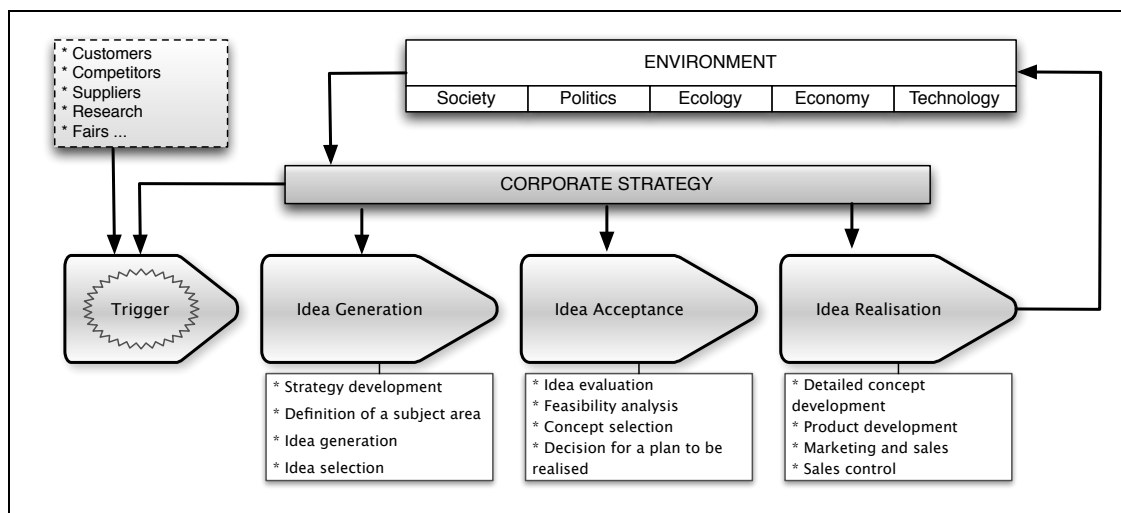 * Customers
* Competitors
* Suppliers
* Research
* Fairs ...
ENVIRONMENT
Society Politics Ecology Economy Technology
CORPORATE STRATEGY
Trigger
Idea Generation
Idea Acceptance
Idea Realisation
* Strategy development
* Definition of a subject area
* Idea generation
* Idea selection
* Idea evaluation
* Feasibility analysis
* Concept selection
* Decision for a plan to be
realised
* Detailed concept
development
* Product development
* Marketing and sales
* Sales control